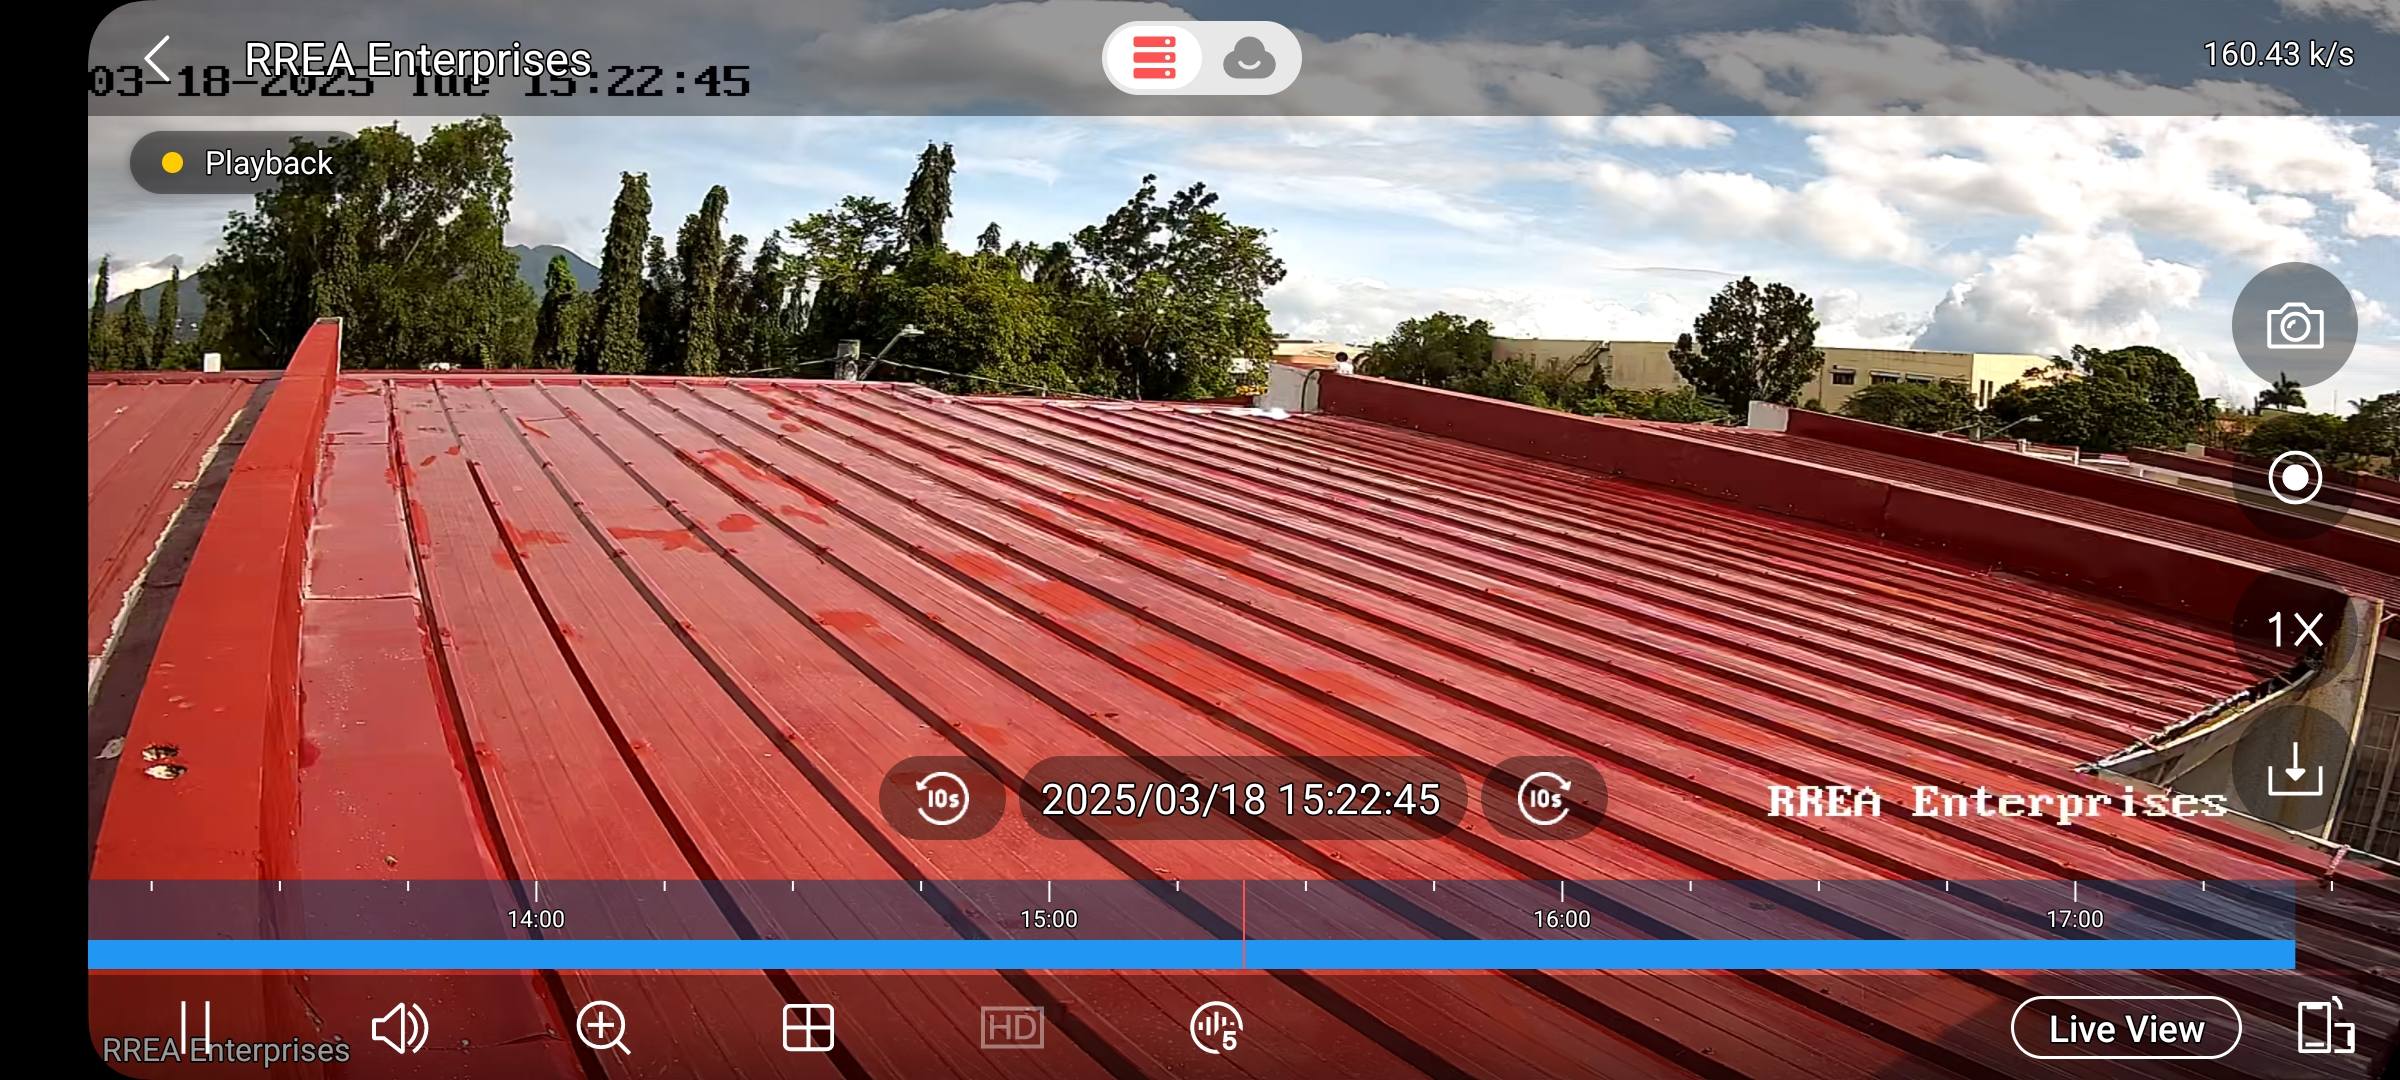 RREA Enterprises
160.43 k/s
03-18-2025 Tue 15:22:45
Playback
1X
10s
2025/03/18 15:22:45
10s
RREA Enterprises
14:00
15:00
16:00
17:00
HD
5
Live View
RREA Enterprises